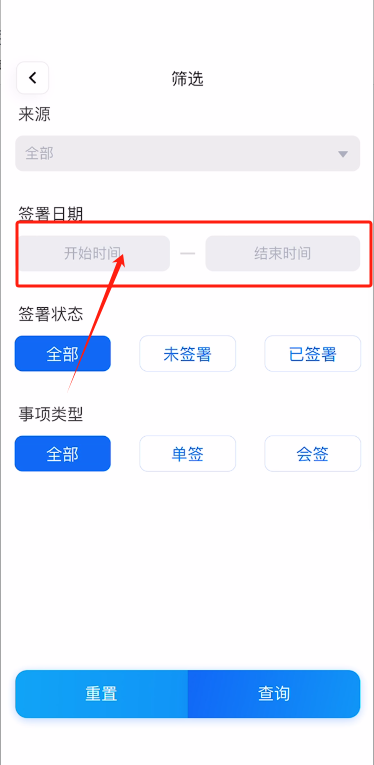 筛选
来源
全部
签署日期
开始时间 — 结束时间
签署状态
全部 未签署 已签署
事项类型
全部 单签 会签
重置 查询